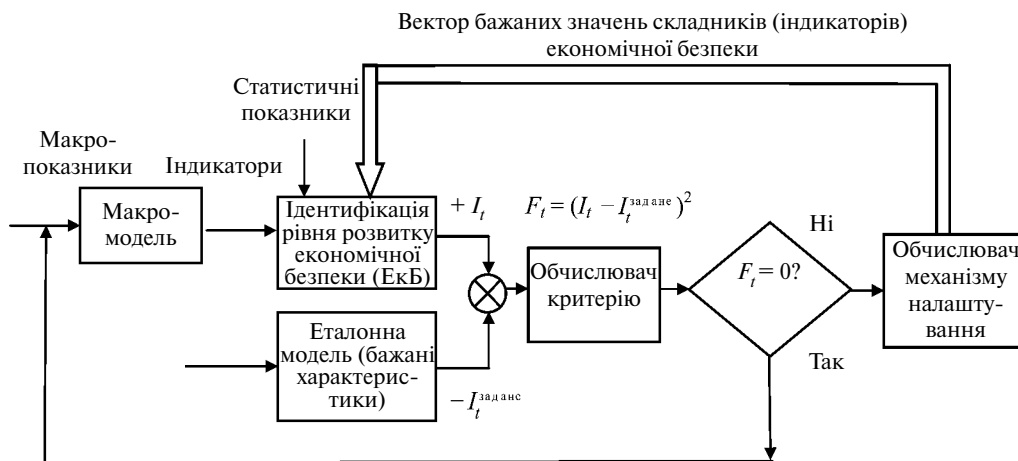 Вектор бажаних значень складників (індикаторів)
економічної безпеки
Статистичні
показники
Макро-
показники
Індикатори
Макро-
модель
Ідентифікація
рівня розвитку
економічної
безпеки (ЕкБ)
+ I_t
F_t = (I_t − I_t^задане)^2
Обчислювач
критерію
F_t = 0?
Ні
Обчислювач
механізму
налашту-
вання
Так
Еталонна
модель (бажані
характерис-
тики)
− I_t^задане